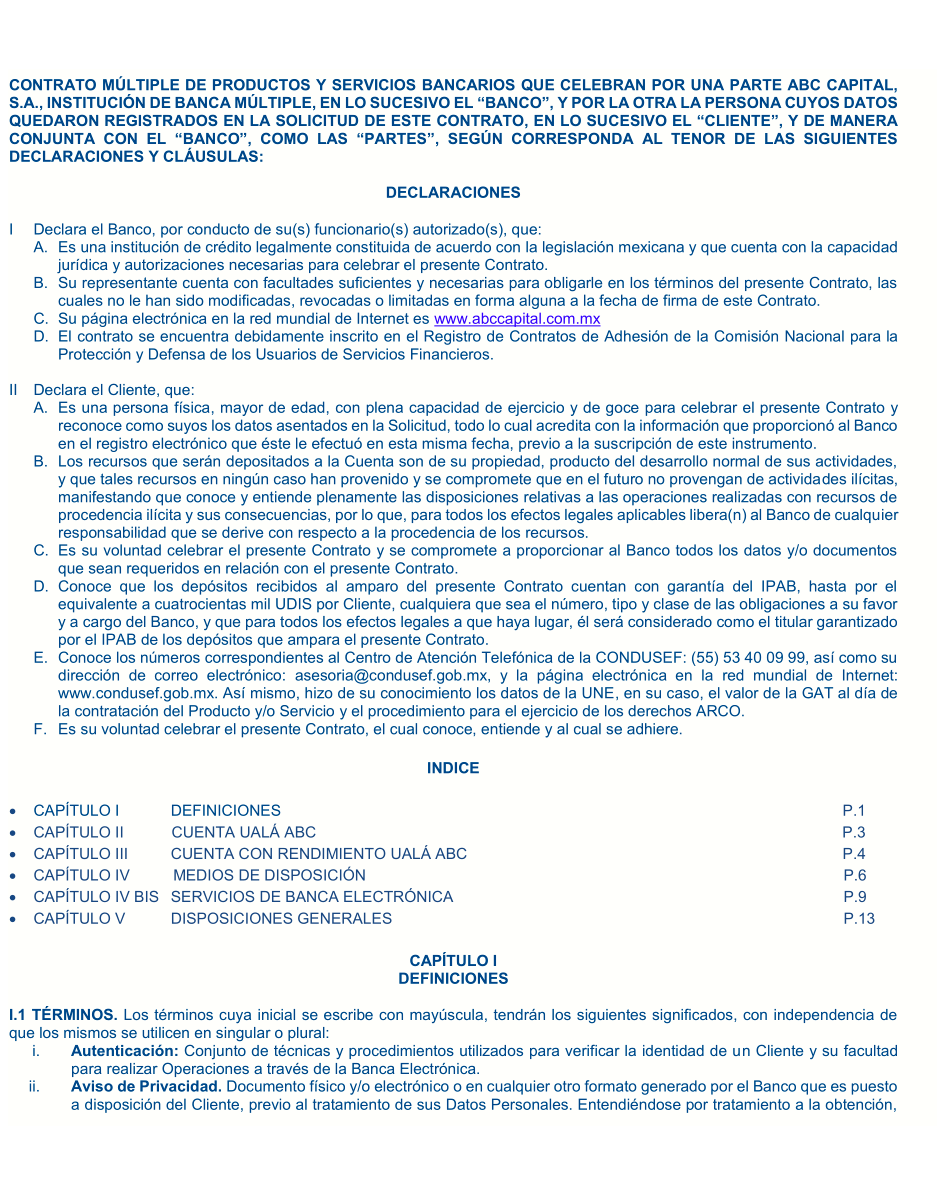 CONTRATO MÚLTIPLE DE PRODUCTOS Y SERVICIOS BANCARIOS QUE CELEBRAN POR UNA PARTE ABC CAPITAL,
S.A., INSTITUCIÓN DE BANCA MÚLTIPLE, EN LO SUCESIVO EL “BANCO”, Y POR LA OTRA LA PERSONA CUYOS DATOS
QUEDARON REGISTRADOS EN LA SOLICITUD DE ESTE CONTRATO, EN LO SUCESIVO EL “CLIENTE”, Y DE MANERA
CONJUNTA CON EL “BANCO”, COMO LAS “PARTES”, SEGÚN CORRESPONDA AL TENOR DE LAS SIGUIENTES
DECLARACIONES Y CLÁUSULAS:
DECLARACIONES
I Declara el Banco, por conducto de su(s) funcionario(s) autorizado(s), que:
A. Es una institución de crédito legalmente constituida de acuerdo con la legislación mexicana y que cuenta con la capacidad
jurídica y autorizaciones necesarias para celebrar el presente Contrato.
B. Su representante cuenta con facultades suficientes y necesarias para obligarle en los términos del presente Contrato, las
cuales no le han sido modificadas, revocadas o limitadas en forma alguna a la fecha de firma de este Contrato.
C. Su página electrónica en la red mundial de Internet es www.abccapital.com.mx
D. El contrato se encuentra debidamente inscrito en el Registro de Contratos de Adhesión de la Comisión Nacional para la
Protección y Defensa de los Usuarios de Servicios Financieros.
II Declara el Cliente, que:
A. Es una persona física, mayor de edad, con plena capacidad de ejercicio y de goce para celebrar el presente Contrato y
reconoce como suyos los datos asentados en la Solicitud, todo lo cual acredita con la información que proporcionó al Banco
en el registro electrónico que éste le efectuó en esta misma fecha, previo a la suscripción de este instrumento.
B. Los recursos que serán depositados a la Cuenta son de su propiedad, producto del desarrollo normal de sus actividades,
y que tales recursos en ningún caso han provenido y se compromete que en el futuro no provengan de actividades ilícitas,
manifestando que conoce y entiende plenamente las disposiciones relativas a las operaciones realizadas con recursos de
procedencia ilícita y sus consecuencias, por lo que, para todos los efectos legales aplicables libera(n) al Banco de cualquier
responsabilidad que se derive con respecto a la procedencia de los recursos.
C. Es su voluntad celebrar el presente Contrato y se compromete a proporcionar al Banco todos los datos y/o documentos
que sean requeridos en relación con el presente Contrato.
D. Conoce que los depósitos recibidos al amparo del presente Contrato cuentan con garantía del IPAB, hasta por el
equivalente a cuatrocientas mil UDIS por Cliente, cualquiera que sea el número, tipo y clase de las obligaciones a su favor
y a cargo del Banco, y que para todos los efectos legales a que haya lugar, él será considerado como el titular garantizado
por el IPAB de los depósitos que ampara el presente Contrato.
E. Conoce los números correspondientes al Centro de Atención Telefónica de la CONDUSEF: (55) 53 40 09 99, así como su
dirección de correo electrónico: asesoria@condusef.gob.mx, y la página electrónica en la red mundial de Internet:
www.condusef.gob.mx. Así mismo, hizo de su conocimiento los datos de la UNE, en su caso, el valor de la GAT al día de
la contratación del Producto y/o Servicio y el procedimiento para el ejercicio de los derechos ARCO.
F. Es su voluntad celebrar el presente Contrato, el cual conoce, entiende y al cual se adhiere.
INDICE
• CAPÍTULO I DEFINICIONES P.1
• CAPÍTULO II CUENTA UALÁ ABC P.3
• CAPÍTULO III CUENTA CON RENDIMIENTO UALÁ ABC P.4
• CAPÍTULO IV MEDIOS DE DISPOSICIÓN P.6
• CAPÍTULO IV BIS SERVICIOS DE BANCA ELECTRÓNICA P.9
• CAPÍTULO V DISPOSICIONES GENERALES P.13
CAPÍTULO I
DEFINICIONES
I.1 TÉRMINOS. Los términos cuya inicial se escribe con mayúscula, tendrán los siguientes significados, con independencia de
que los mismos se utilicen en singular o plural:
i. Autenticación: Conjunto de técnicas y procedimientos utilizados para verificar la identidad de un Cliente y su facultad
para realizar Operaciones a través de la Banca Electrónica.
ii. Aviso de Privacidad. Documento físico y/o electrónico o en cualquier otro formato generado por el Banco que es puesto
a disposición del Cliente, previo al tratamiento de sus Datos Personales. Entendiéndose por tratamiento a la obtención,